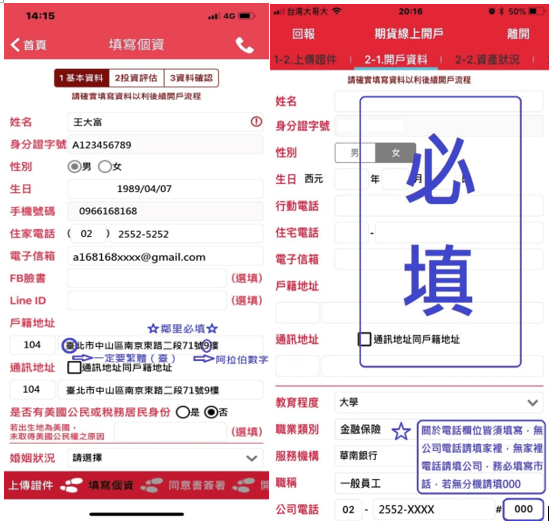 14:15
4G
首頁
填寫個資
1 基本資料
2投資評估
3資料確認
請確實填寫資料以利後續開戶流程
姓名
王大富
身分證字號
A123456789
性別
男
女
生日
1989/04/07
手機號碼
0966168168
住家電話
( 02 ) 2552-5252
電子信箱
a168168xxxx@gmail.com
FB臉書
(選填)
Line ID
(選填)
戶籍地址
☆鄰里必填☆
104
臺北市中山區南京東路二段71號9樓
一定要繁體(臺)
阿拉伯數字
通訊地址
通訊地址同戶籍地址
104
臺北市中山區南京東路二段71號9樓
是否有美國公民或稅務居民身份
是
否
若出生地為美國,
未取得美國公民權之原因
(選填)
婚姻狀況
請選擇
上傳證件
填寫個資
同意書簽署
台灣大哥大
20:16
50%
回報
期貨線上開戶
離開
1-2.上傳證件
2-1.開戶資料
2-2.資產狀況
請確實填寫資料以利後續開戶流程
姓名
身分證字號
性別
男
女
生日
西元
年
月
行動電話
住宅電話
-
電子信箱
戶籍地址
必
填
通訊地址
通訊地址同戶籍地址
教育程度
大學
職業類別
金融保險
服務機構
華南銀行
職稱
一般員工
☆
關於電話欄位皆須填寫,無
公司電話請填家裡,無家裡
電話請填公司,務必填寫市
話,若無分機請填000
公司電話
02
-
2552-XXXX
#
000